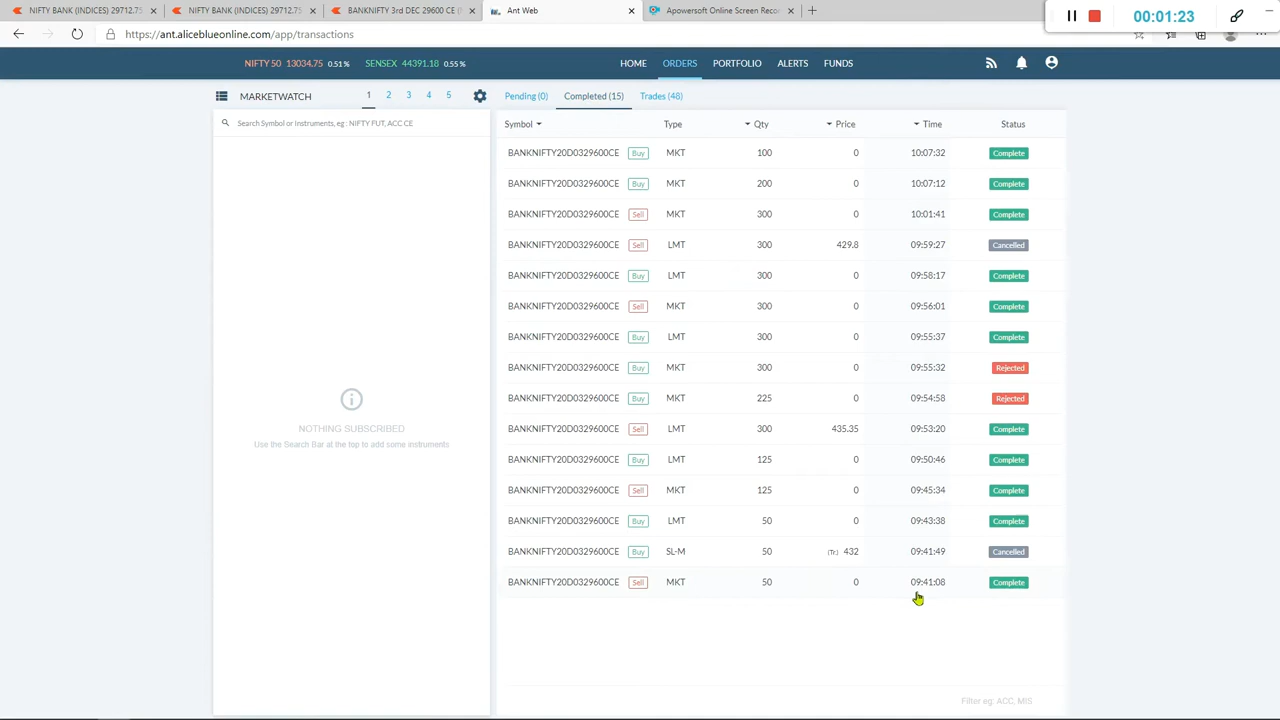 NIFTY BANK (INDICES) 29712.75
NIFTY BANK (INDICES) 29712.75
BANKNIFTY 3rd DEC 29600 CE
Ant Web
Apowersoft Online Screen Reco
00:01:23
https://ant.aliceblueonline.com/app/transactions
NIFTY 50 13034.75 0.51 % SENSEX 44391.18 0.55 % HOME ORDERS PORTFOLIO ALERTS FUNDS
MARKETWATCH 1 2 3 4 5 Pending (0) Completed (15) Trades (48)
Search Symbol or Instruments, eg : NIFTY FUT, ACC CE
Symbol Type Qty Price Time Status
BANKNIFTY20D0329600CE Buy MKT 100 0 10:07:32 Complete
BANKNIFTY20D0329600CE Buy MKT 200 0 10:07:12 Complete
BANKNIFTY20D0329600CE Sell MKT 300 0 10:01:41 Complete
BANKNIFTY20D0329600CE Sell LMT 300 429.8 09:59:27 Cancelled
BANKNIFTY20D0329600CE Buy LMT 300 0 09:58:17 Complete
BANKNIFTY20D0329600CE Sell MKT 300 0 09:56:01 Complete
BANKNIFTY20D0329600CE Buy LMT 300 0 09:55:37 Complete
BANKNIFTY20D0329600CE Buy MKT 300 0 09:55:32 Rejected
BANKNIFTY20D0329600CE Buy MKT 225 0 09:54:58 Rejected
BANKNIFTY20D0329600CE Sell LMT 300 435.35 09:53:20 Complete
BANKNIFTY20D0329600CE Buy LMT 125 0 09:50:46 Complete
BANKNIFTY20D0329600CE Sell MKT 125 0 09:45:34 Complete
BANKNIFTY20D0329600CE Buy LMT 50 0 09:43:38 Complete
BANKNIFTY20D0329600CE Buy SL-M 50 (Tr.) 432 09:41:49 Cancelled
BANKNIFTY20D0329600CE Sell MKT 50 0 09:41:08 Complete
NOTHING SUBSCRIBED
Use the Search Bar at the top to add some instruments
Filter eg: ACC, MIS